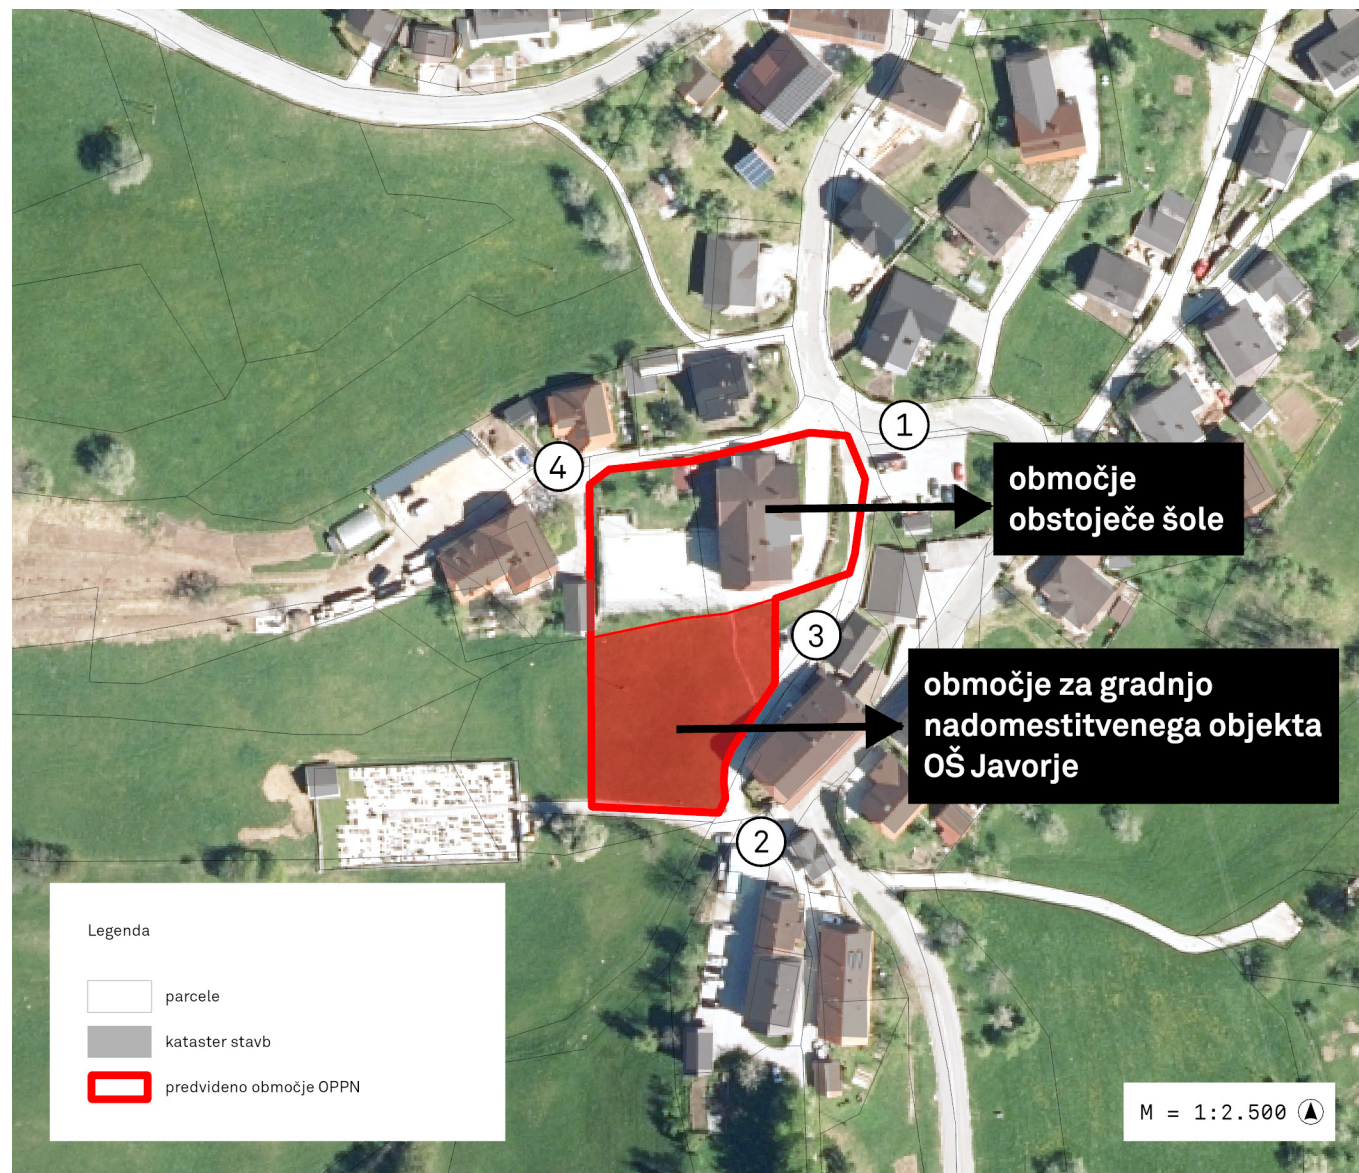 1
4
območje
obstoječe šole
3
območje za gradnjo
nadomestitvenega objekta
OŠ Javorje
2
Legenda
parcele
kataster stavb
predvideno območje OPPN
M = 1:2.500